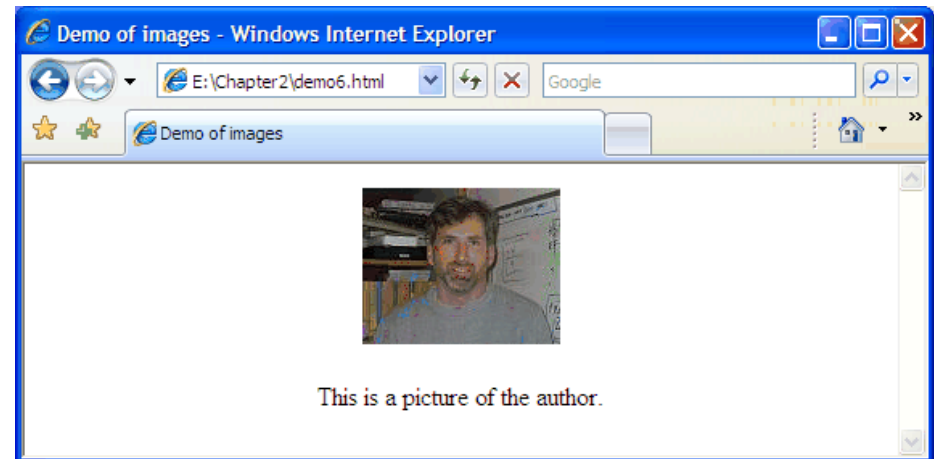 Demo of images - Windows Internet Explorer
E:\Chapter2\demo6.html
Google
Demo of images
This is a picture of the author.